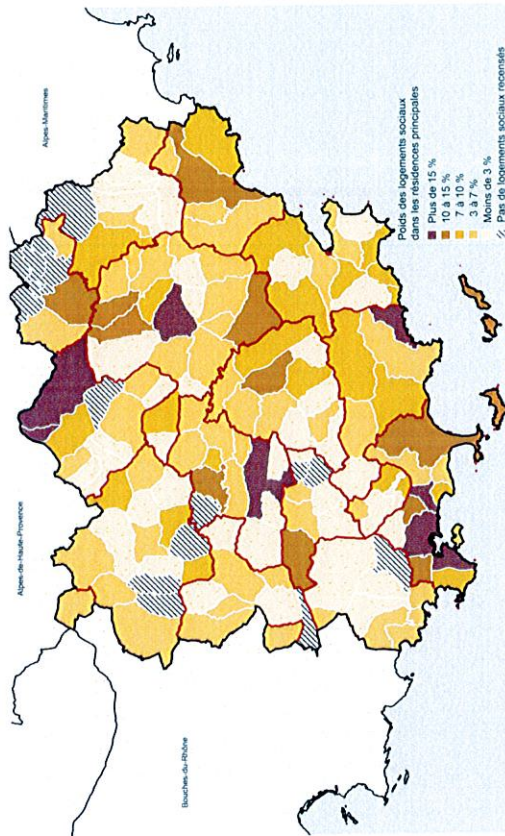 Alpes-de-Haute-Provence
Alpes-Maritimes
Bouches-du-Rhône
Poids des logements sociaux
dans les résidences principales
Plus de 15 %
10 à 15 %
7 à 10 %
3 à 7 %
Moins de 3 %
Pas de logements sociaux recensés